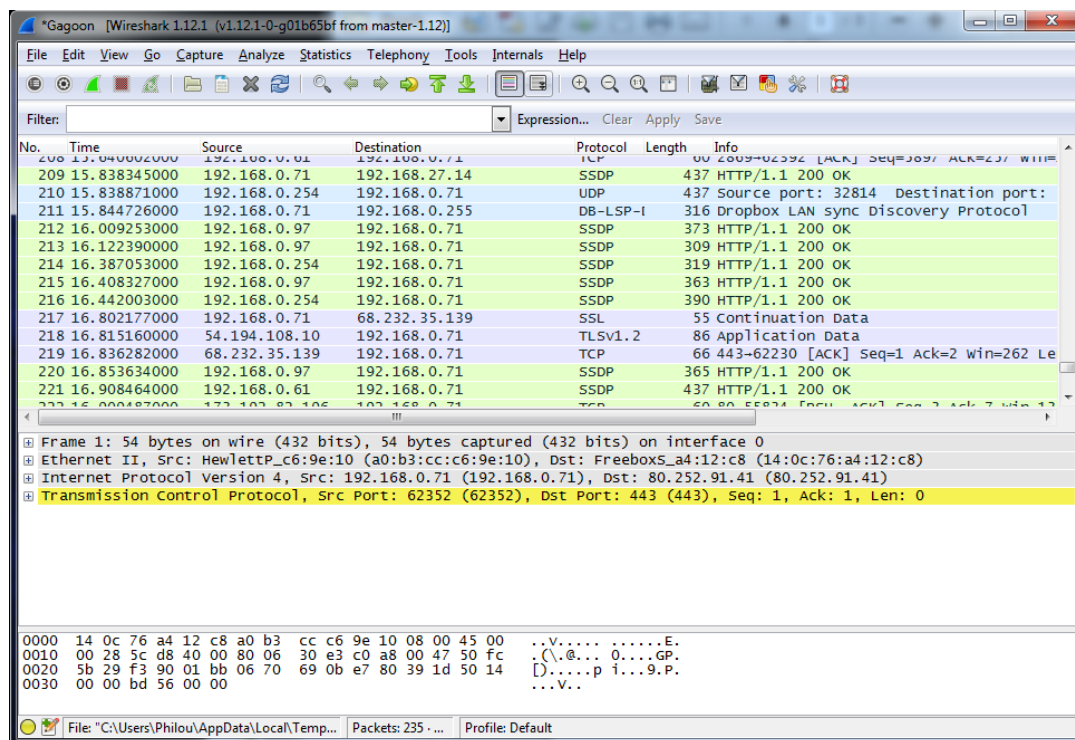 *Gagoon [Wireshark 1.12.1 (v1.12.1-0-g01b65bf from master-1.12)]
File Edit View Go Capture Analyze Statistics Telephony Tools Internals Help
Filter: Expression... Clear Apply Save
No. Time Source Destination Protocol Length Info
208 15.640602000 192.168.0.61 192.168.0.71 TCP 60 2869→62392 [ACK] Seq=3897 Ack=257 Win=
209 15.838345000 192.168.0.71 192.168.27.14 SSDP 437 HTTP/1.1 200 OK
210 15.838871000 192.168.0.254 192.168.0.71 UDP 437 Source port: 32814 Destination port:
211 15.844726000 192.168.0.71 192.168.0.255 DB-LSP-[ 316 Dropbox LAN sync Discovery Protocol
212 16.009253000 192.168.0.97 192.168.0.71 SSDP 373 HTTP/1.1 200 OK
213 16.122390000 192.168.0.97 192.168.0.71 SSDP 309 HTTP/1.1 200 OK
214 16.387053000 192.168.0.254 192.168.0.71 SSDP 319 HTTP/1.1 200 OK
215 16.408327000 192.168.0.97 192.168.0.71 SSDP 363 HTTP/1.1 200 OK
216 16.442003000 192.168.0.254 192.168.0.71 SSDP 390 HTTP/1.1 200 OK
217 16.802177000 192.168.0.71 68.232.35.139 SSL 55 Continuation Data
218 16.815160000 54.194.108.10 192.168.0.71 TLSv1.2 86 Application Data
219 16.836282000 68.232.35.139 192.168.0.71 TCP 66 443→62230 [ACK] Seq=1 Ack=2 Win=262 Le
220 16.853634000 192.168.0.97 192.168.0.71 SSDP 365 HTTP/1.1 200 OK
221 16.908464000 192.168.0.61 192.168.0.71 SSDP 437 HTTP/1.1 200 OK
Frame 1: 54 bytes on wire (432 bits), 54 bytes captured (432 bits) on interface 0
Ethernet II, Src: HewlettP_c6:9e:10 (a0:b3:cc:c6:9e:10), Dst: FreeboxS_a4:12:c8 (14:0c:76:a4:12:c8)
Internet Protocol Version 4, Src: 192.168.0.71 (192.168.0.71), Dst: 80.252.91.41 (80.252.91.41)
Transmission Control Protocol, Src Port: 62352 (62352), Dst Port: 443 (443), Seq: 1, Ack: 1, Len: 0
0000 14 0c 76 a4 12 c8 a0 b3 cc c6 9e 10 08 00 45 00 ..v..... ......E.
0010 00 28 5c d8 40 00 80 06 30 e3 c0 a8 00 47 50 fc .(\.@... 0....GP.
0020 5b 29 f3 90 01 bb 06 70 69 0b e7 80 39 1d 50 14 [).....p i...9.P.
0030 00 00 bd 56 00 00 ...V..
File: "C:\Users\Philou\AppData\Local\Temp... Packets: 235 · ... Profile: Default